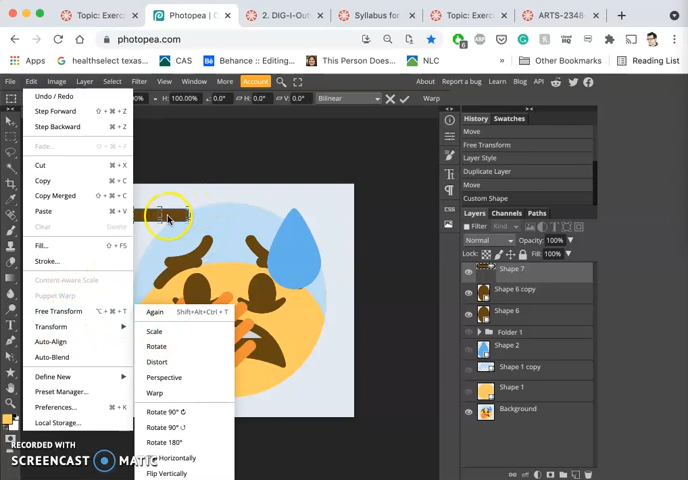 Topic: Exerc
Photopea | O
2. DIG-I-Out
Syllabus for
Topic: Exerc
ARTS-2348-
photopea.com
healthselect texas...
CAS
Behance :: Editing...
This Person Does...
Other Bookmarks
Reading List
File Edit Image Layer Select Filter View Window More Account
About Report a bug Learn Blog API
0% H: 100.00% 0.0° H: 0.0° V: 0.0° Bilinear Warp
Undo / Redo
Step Forward ⇧ + ⌘ + Z
Step Backward ⌘ + Z
Fade...
Cut ⌘ + X
Copy ⌘ + C
Copy Merged ⇧ + ⌘ + C
Paste ⌘ + V
Clear Delete
Fill... ⇧ + F5
Stroke...
Content-Aware Scale
Puppet Warp
Free Transform ⌥ + ⌘ + T
Transform
Auto-Align
Auto-Blend
Define New
Preset Manager...
Preferences... ⌘ + K
Local Storage...
Again Shift+Alt+Ctrl + T
Scale
Rotate
Distort
Perspective
Warp
Rotate 90°
Rotate 90°
Rotate 180°
Flip Horizontally
Flip Vertically
CSS
History Swatches
Move
Free Transform
Layer Style
Duplicate Layer
Move
Custom Shape
Layers Channels Paths
Filter Kind
Normal Opacity: 100%
Lock: Fill: 100%
Shape 7
Shape 6 copy
Shape 6
Folder 1
Shape 2
Shape 1 copy
Shape 1
Background
eff
RECORDED WITH
SCREENCAST MATIC